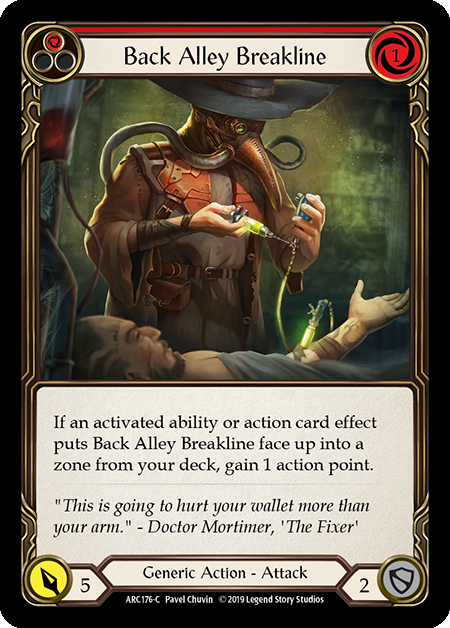 Back Alley Breakline
1
If an activated ability or action card effect
puts Back Alley Breakline face up into a
zone from your deck, gain 1 action point.
"This is going to hurt your wallet more than
your arm." - Doctor Mortimer, 'The Fixer'
5
Generic Action - Attack
2
ARC176-C Pavel Chuvin © 2019 Legend Story Studios